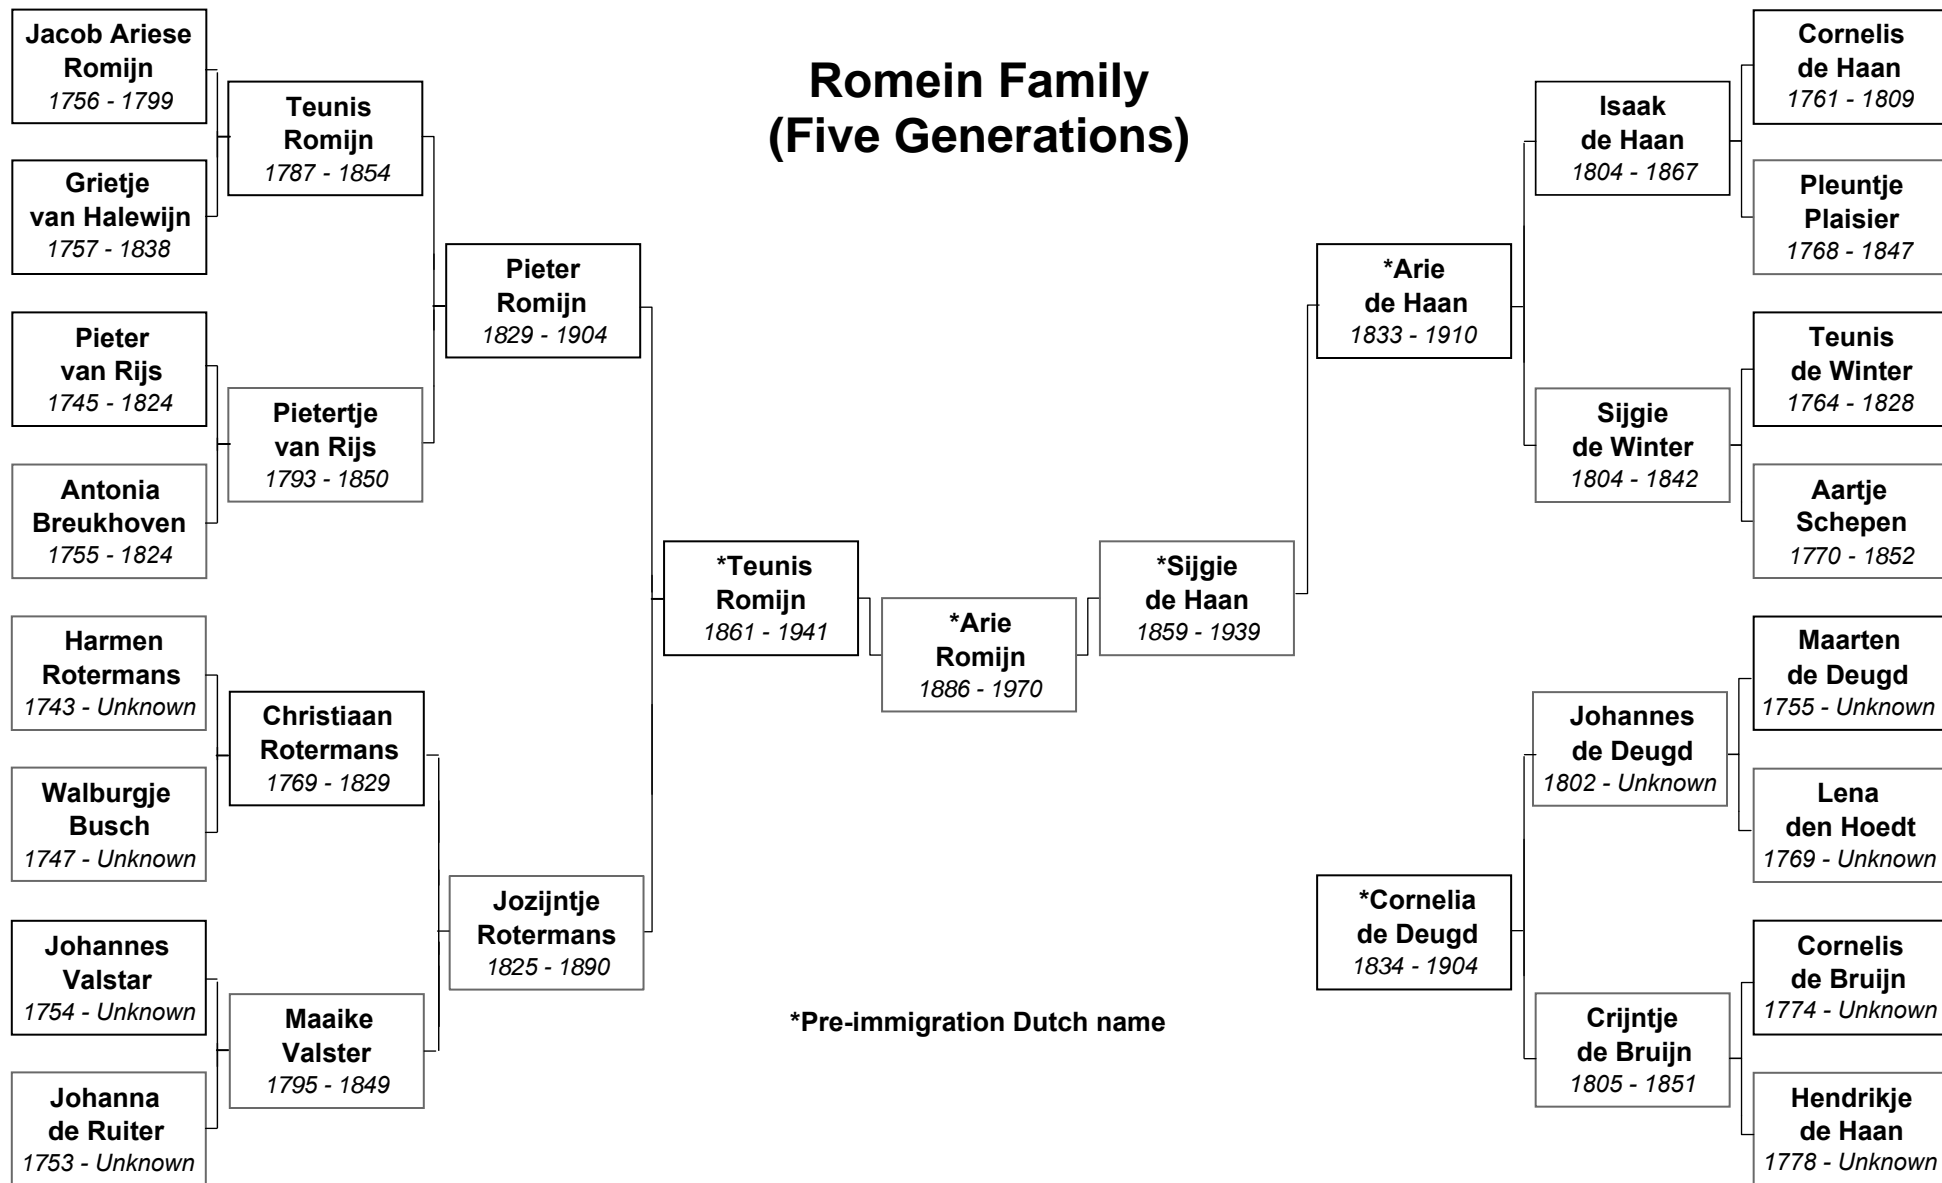 Romein Family
(Five Generations)
Jacob Ariese
Romijn
1756 - 1799
Grietje
van Halewijn
1757 - 1838
Pieter
van Rijs
1745 - 1824
Antonia
Breukhoven
1755 - 1824
Harmen
Rotermans
1743 - Unknown
Walburgje
Busch
1747 - Unknown
Johannes
Valstar
1754 - Unknown
Johanna
de Ruiter
1753 - Unknown
Teunis
Romijn
1787 - 1854
Pietertje
van Rijs
1793 - 1850
Christiaan
Rotermans
1769 - 1829
Maaike
Valster
1795 - 1849
Pieter
Romijn
1829 - 1904
Jozijntje
Rotermans
1825 - 1890
*Teunis
Romijn
1861 - 1941
*Arie
Romijn
1886 - 1970
*Sijgie
de Haan
1859 - 1939
*Pre-immigration Dutch name
*Arie
de Haan
1833 - 1910
*Cornelia
de Deugd
1834 - 1904
Isaak
de Haan
1804 - 1867
Sijgie
de Winter
1804 - 1842
Johannes
de Deugd
1802 - Unknown
Crijntje
de Bruijn
1805 - 1851
Cornelis
de Haan
1761 - 1809
Pleuntje
Plaisier
1768 - 1847
Teunis
de Winter
1764 - 1828
Aartje
Schepen
1770 - 1852
Maarten
de Deugd
1755 - Unknown
Lena
den Hoedt
1769 - Unknown
Cornelis
de Bruijn
1774 - Unknown
Hendrikje
de Haan
1778 - Unknown